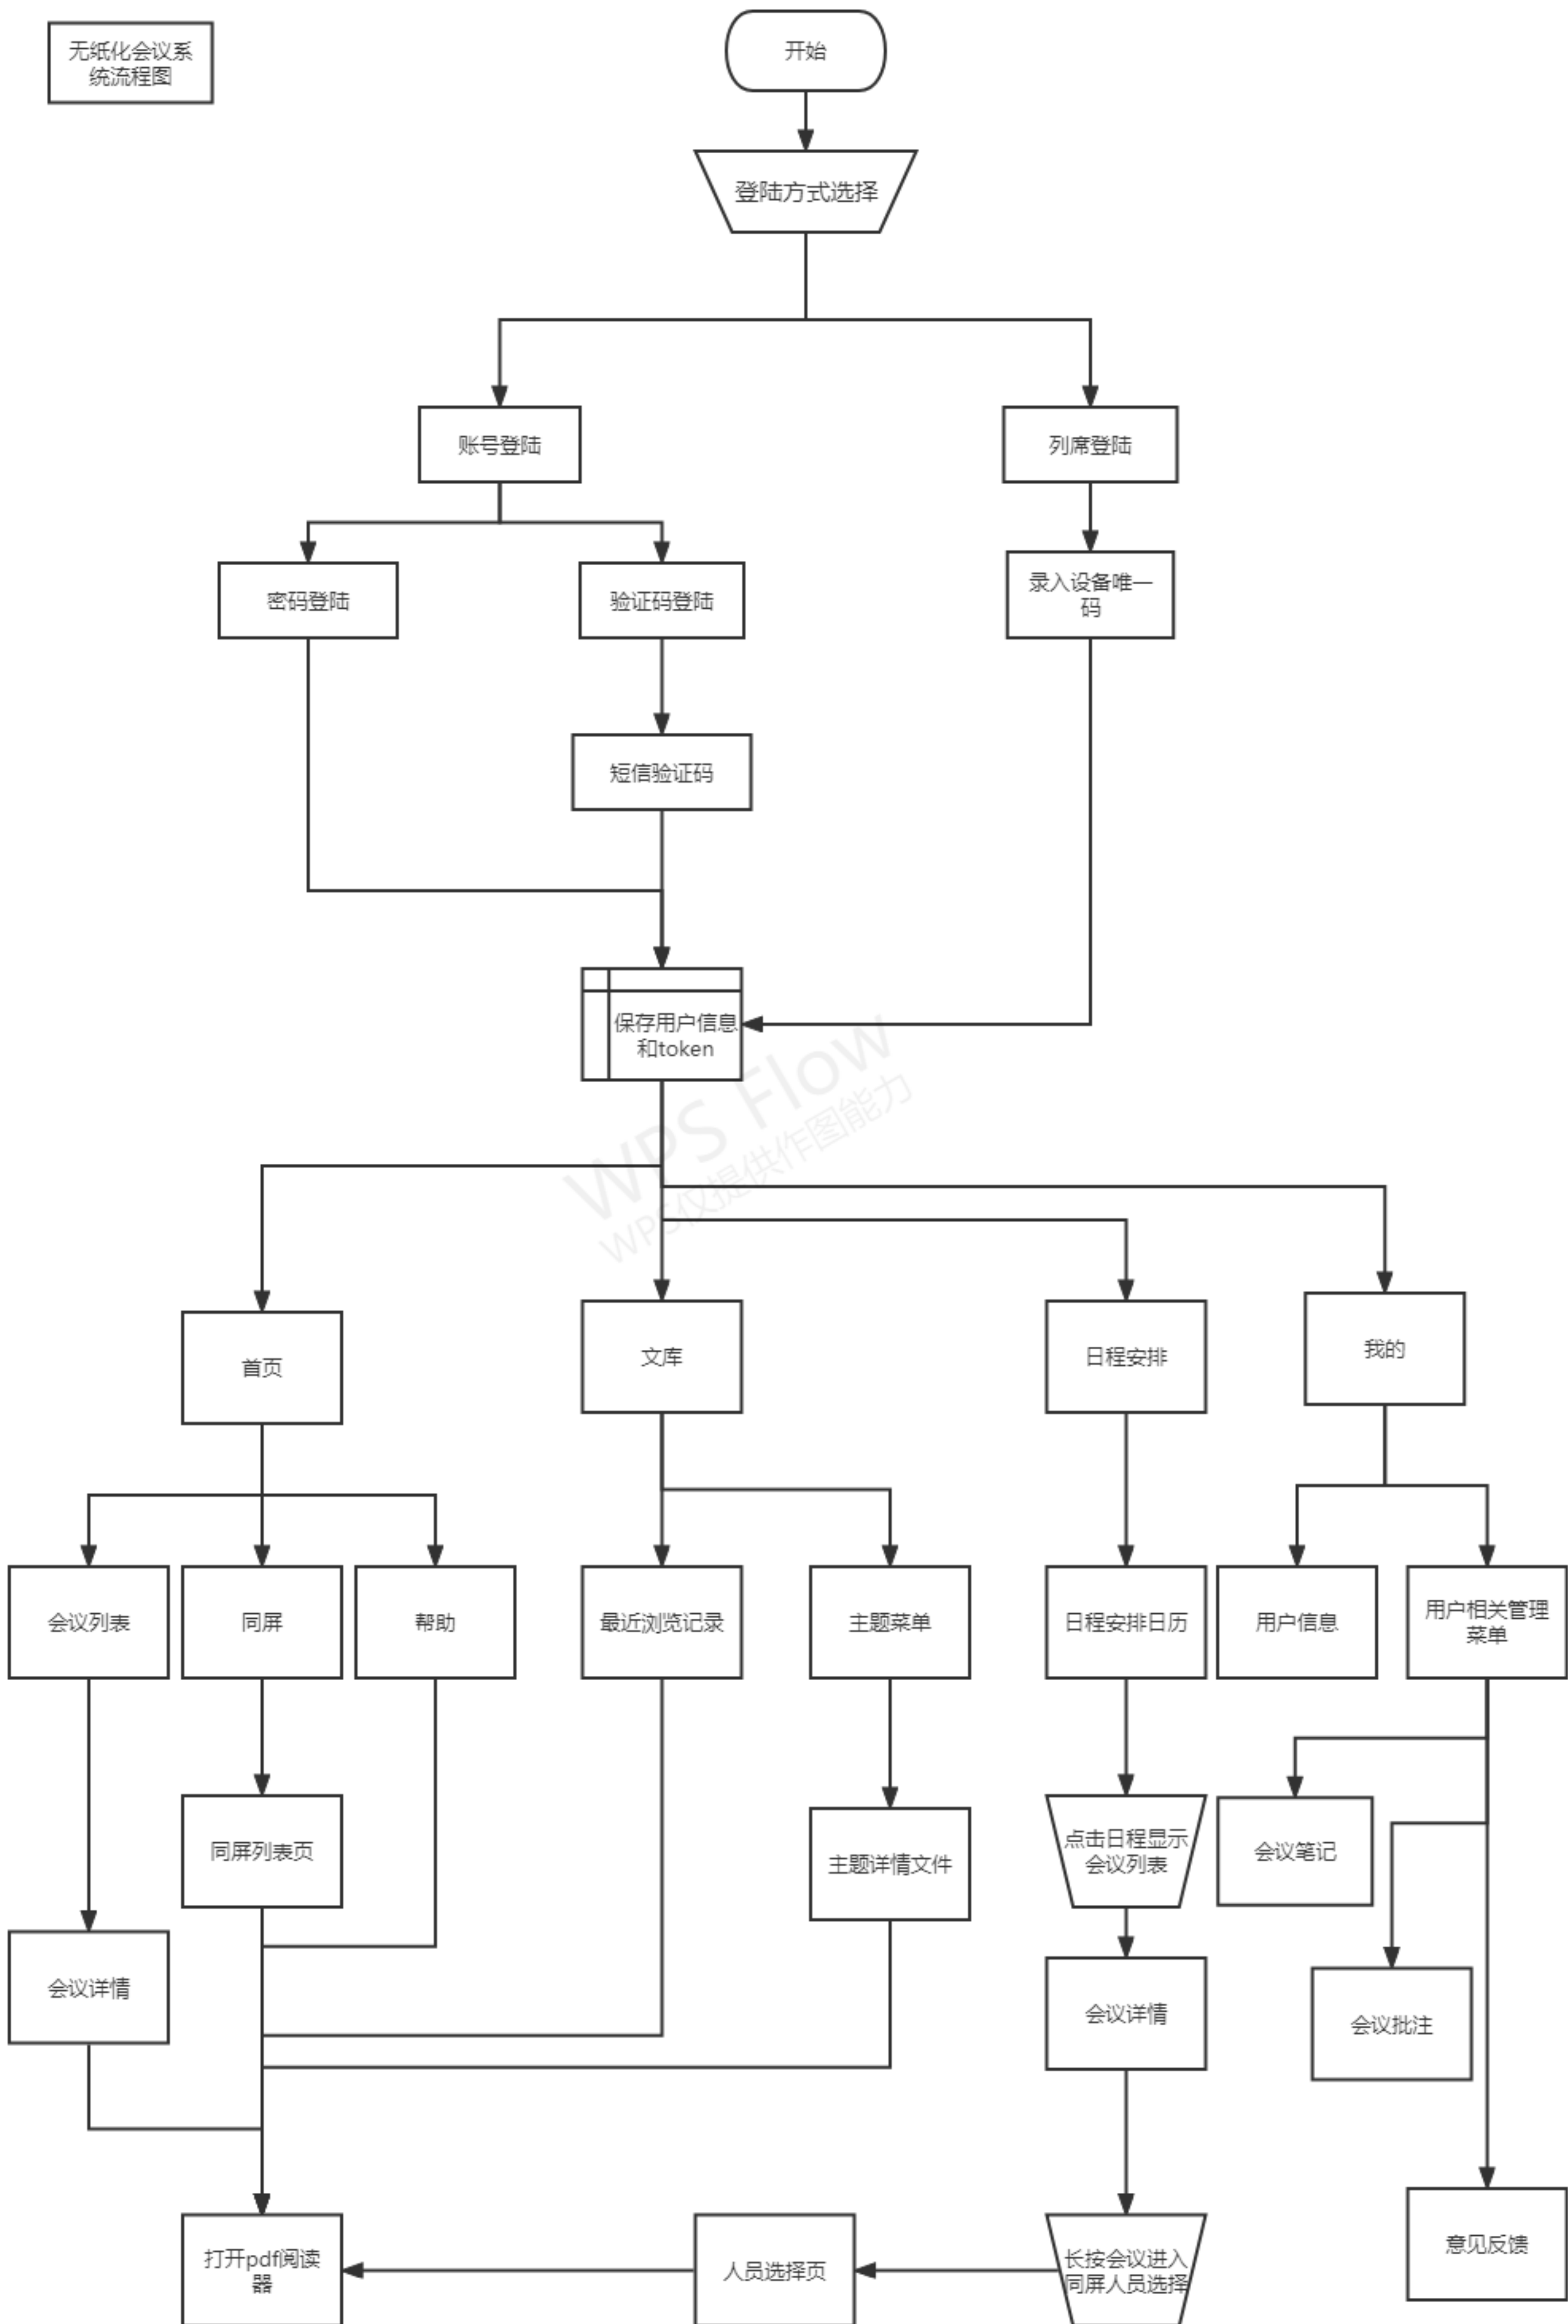 无纸化会议系
统流程图
开始
登陆方式选择
账号登陆
列席登陆
密码登陆
验证码登陆
录入设备唯一
码
短信验证码
保存用户信息
和token
WPS Flow
WPS仅提供作图能力
首页
文库
日程安排
我的
会议列表
同屏
帮助
最近浏览记录
主题菜单
日程安排日历
用户信息
用户相关管理
菜单
同屏列表页
主题详情文件
点击日程显示
会议列表
会议笔记
会议详情
会议详情
会议批注
打开pdf阅读
器
人员选择页
长按会议进入
同屏人员选择
意见反馈